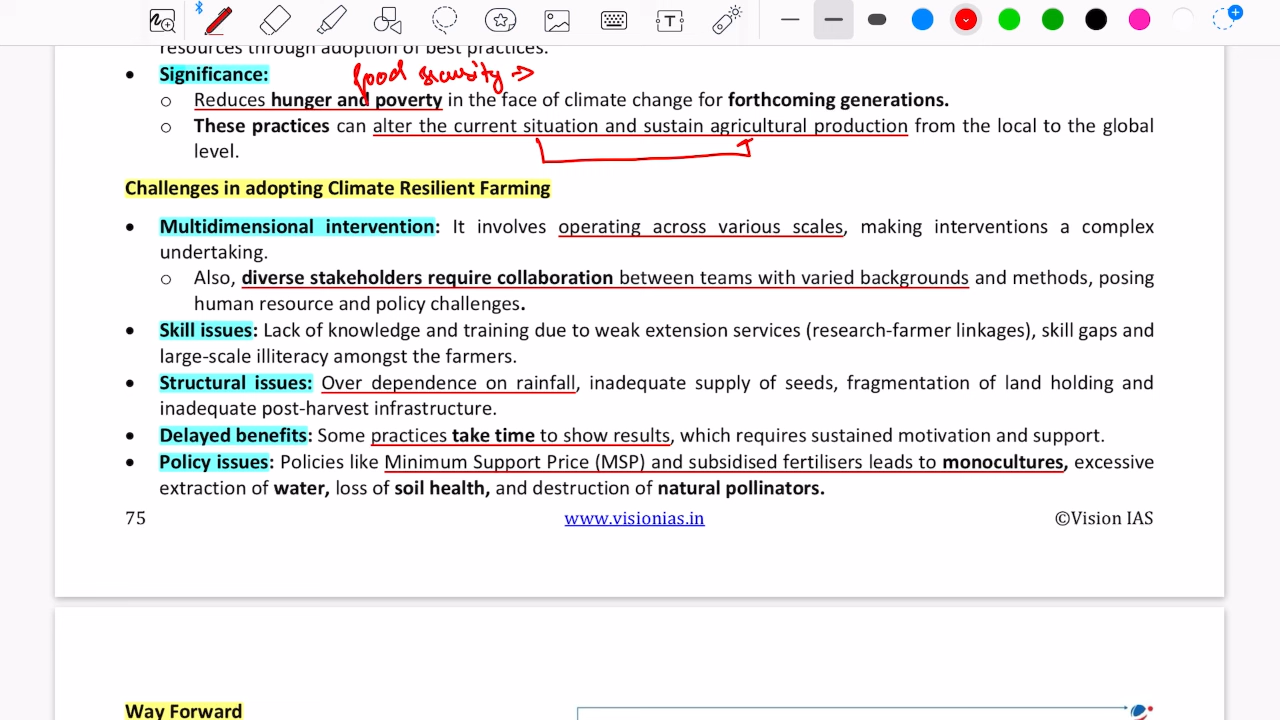 resources through adoption of best practices.
• Significance:
food security →
o Reduces hunger and poverty in the face of climate change for forthcoming generations.
o These practices can alter the current situation and sustain agricultural production from the local to the global
level.
Challenges in adopting Climate Resilient Farming
• Multidimensional intervention: It involves operating across various scales, making interventions a complex
undertaking.
o Also, diverse stakeholders require collaboration between teams with varied backgrounds and methods, posing
human resource and policy challenges.
• Skill issues: Lack of knowledge and training due to weak extension services (research-farmer linkages), skill gaps and
large-scale illiteracy amongst the farmers.
• Structural issues: Over dependence on rainfall, inadequate supply of seeds, fragmentation of land holding and
inadequate post-harvest infrastructure.
• Delayed benefits: Some practices take time to show results, which requires sustained motivation and support.
• Policy issues: Policies like Minimum Support Price (MSP) and subsidised fertilisers leads to monocultures, excessive
extraction of water, loss of soil health, and destruction of natural pollinators.
75 www.visionias.in ©Vision IAS
Way Forward